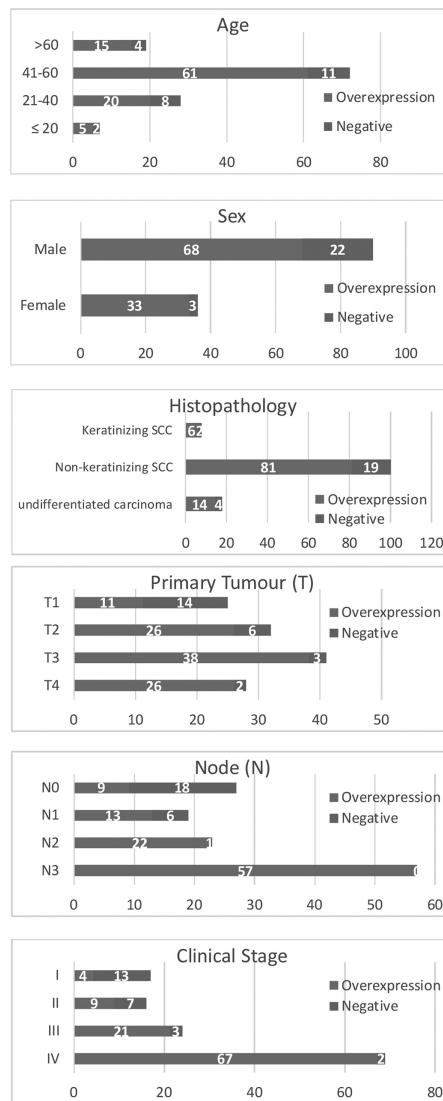 Age
>60 15 4
41-60 61 11
21-40 20 8 Overexpression
≤ 20 5 2 Negative
0 20 40 60 80
Sex
Male 68 22
Female 33 3 Overexpression
Negative
0 20 40 60 80 100
Histopathology
Keratinizing SCC 6 2
Non-keratinizing SCC 81 19
undifferentiated carcinoma 14 4 Overexpression
Negative
0 20 40 60 80 100 120
Primary Tumour (T)
T1 11 14 Overexpression
T2 26 6 Negative
T3 38 3
T4 26 2
0 10 20 30 40 50
Node (N)
N0 9 18 Overexpression
N1 13 6 Negative
N2 22 1
N3 57 0
0 10 20 30 40 50 60
Clinical Stage
I 4 13 Overexpression
II 9 7 Negative
III 21 3
IV 67 2
0 20 40 60 80